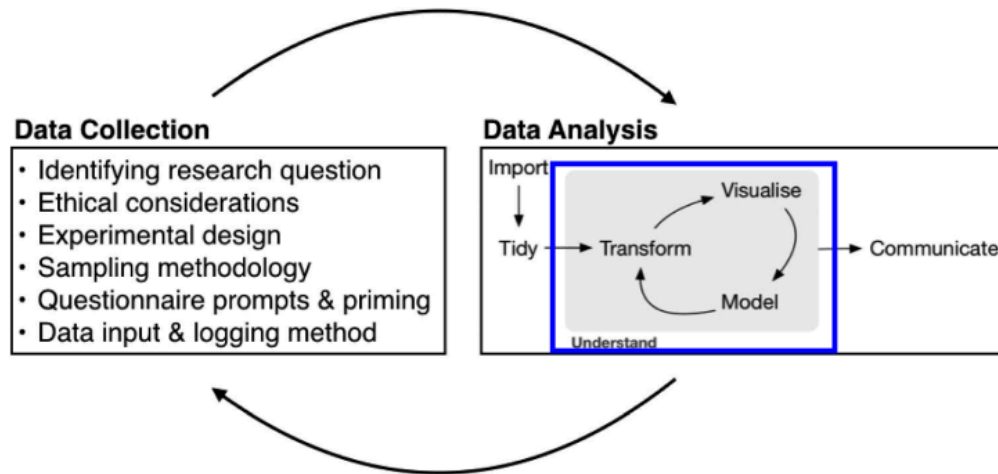 Data Collection
• Identifying research question
• Ethical considerations
• Experimental design
• Sampling methodology
• Questionnaire prompts & priming
• Data input & logging method
Data Analysis
Import
Visualise
Tidy
Transform
Communicate
Model
Understand